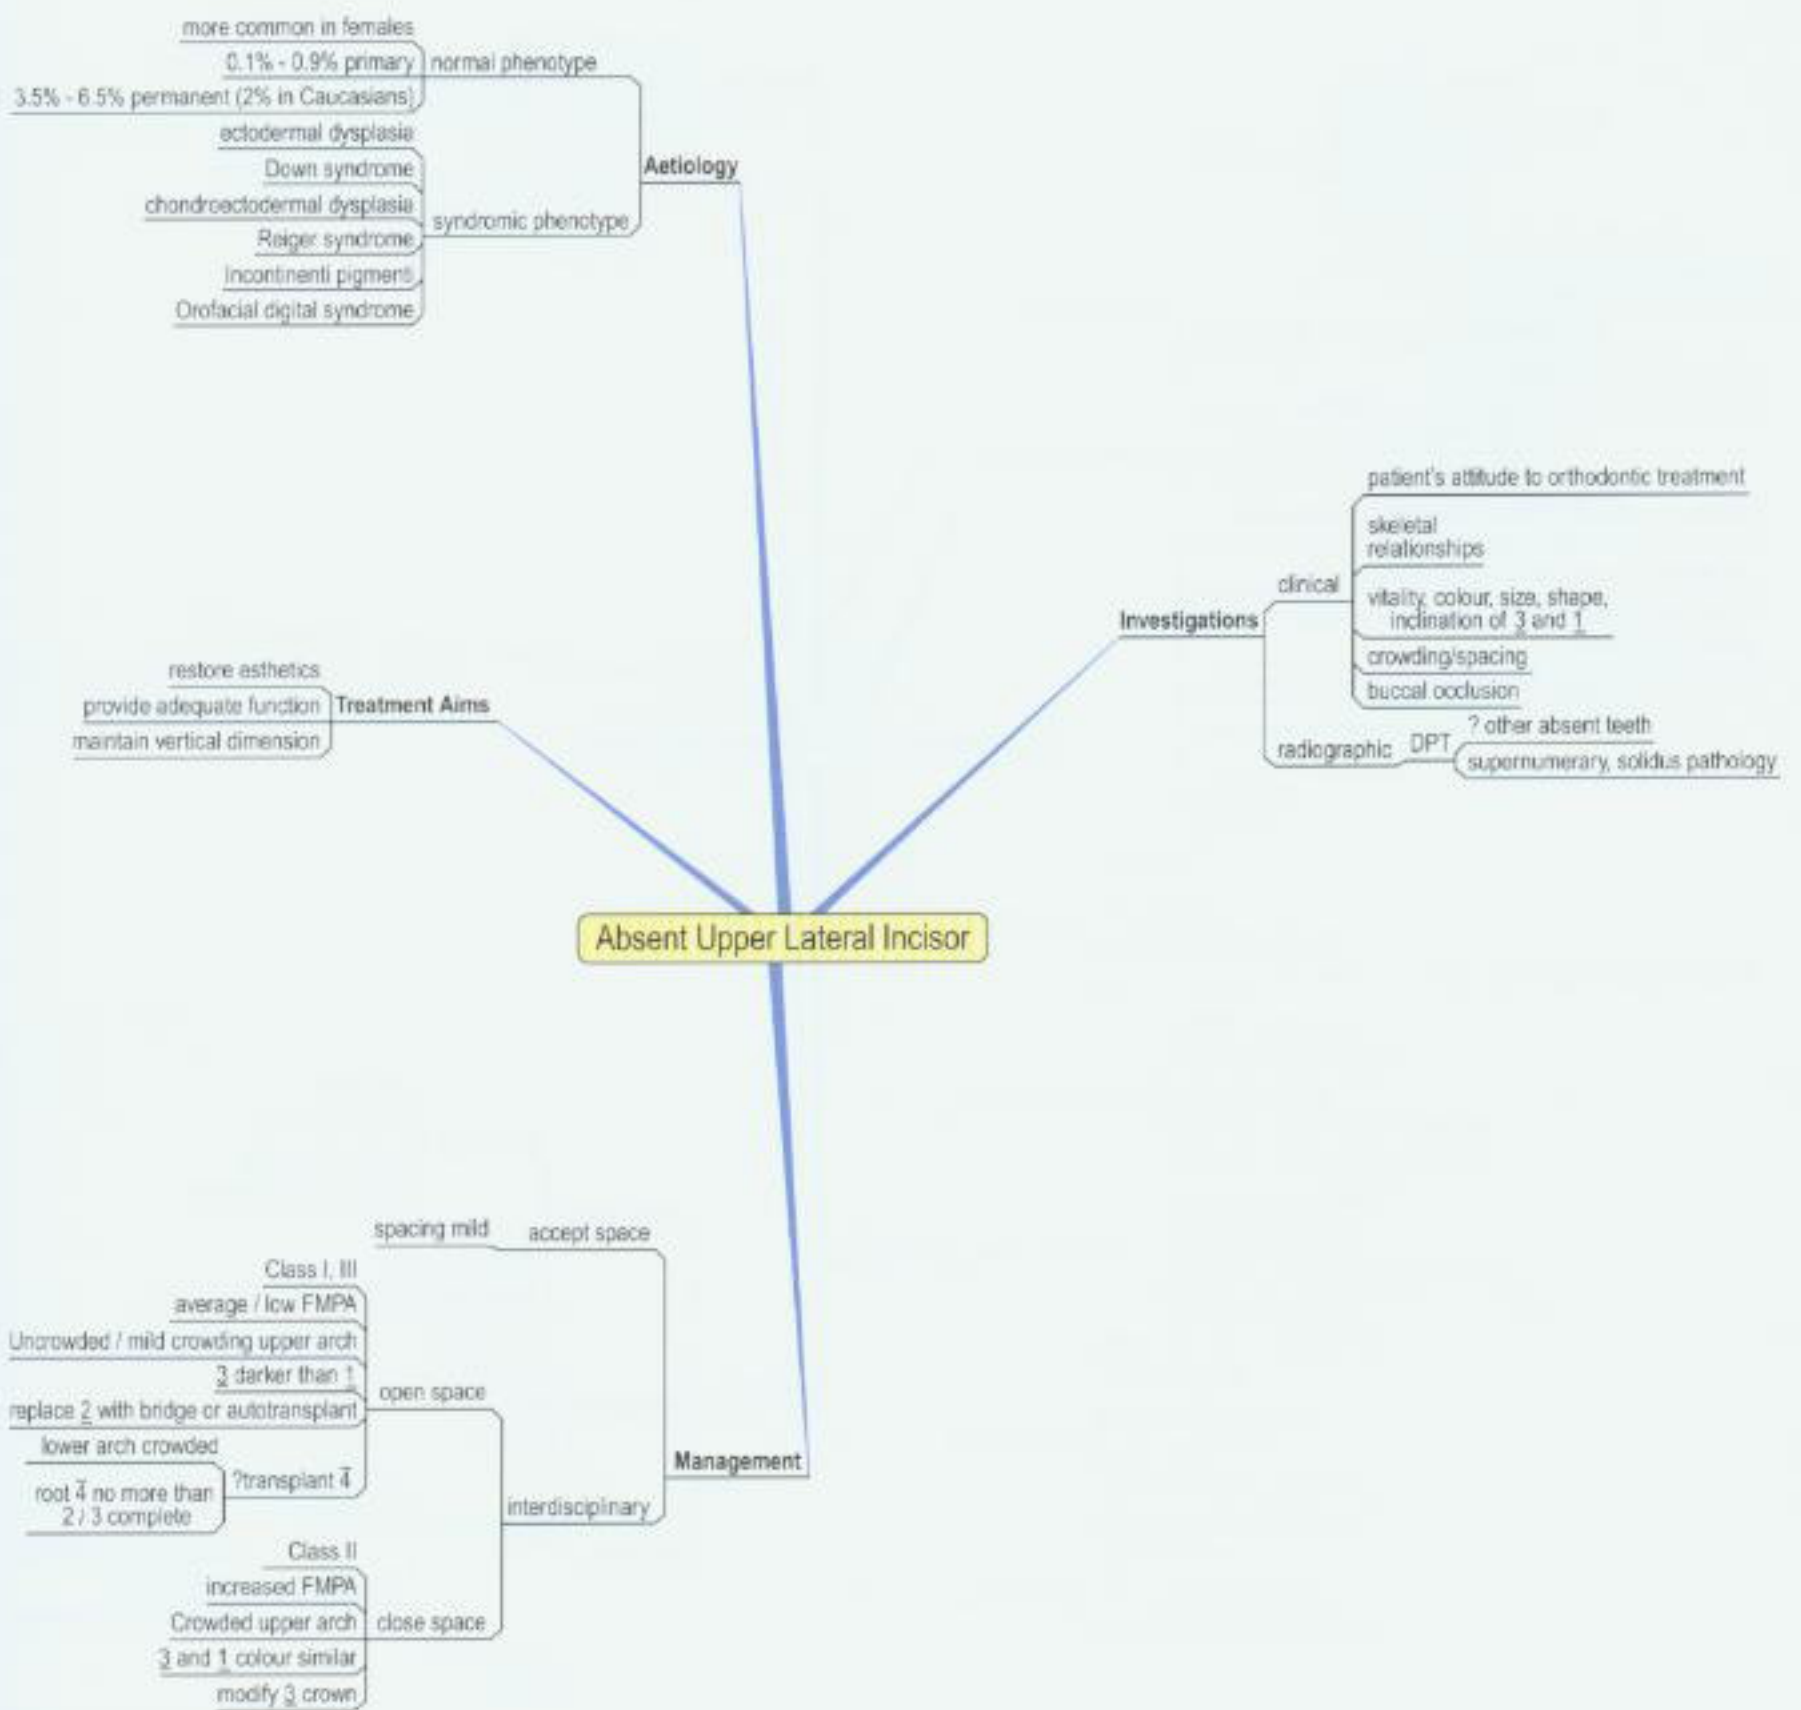 more common in females
0.1% - 0.9% primary
3.5% - 6.5% permanent (2% in Caucasians)
normal phenotype
ectodermal dysplasia
Down syndrome
chondroectodermal dysplasia
Reiger syndrome
Incontinenti pigmenti
Orofacial digital syndrome
syndromic phenotype
Aetiology
patient's attitude to orthodontic treatment
skeletal
relationships
vitality, colour, size, shape,
inclination of 3̲ and 1̲
crowding/spacing
buccal occlusion
clinical
Investigations
radiographic
DPT
? other absent teeth
supernumerary, solidus pathology
restore esthetics
provide adequate function
maintain vertical dimension
Treatment Aims
Absent Upper Lateral Incisor
spacing mild
accept space
Class I, III
average / low FMPA
Uncrowded / mild crowding upper arch
3̲ darker than 1̲
replace 2̲ with bridge or autotransplant
open space
lower arch crowded
root 4̅ no more than
2 / 3 complete
?transplant 4̅
Management
interdisciplinary
Class II
increased FMPA
Crowded upper arch
3̲ and 1̲ colour similar
modify 3̲ crown
close space